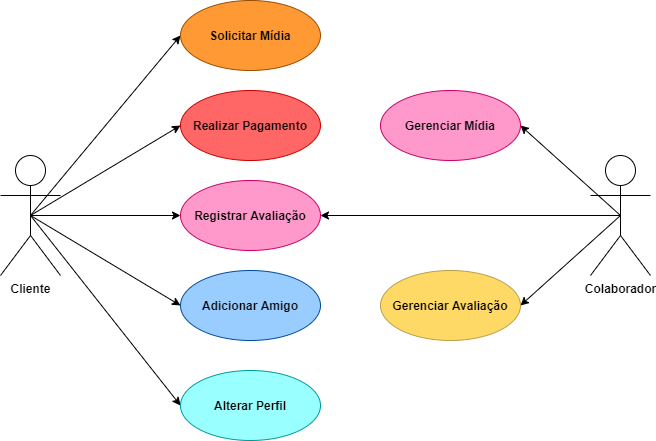 Solicitar Mídia
Realizar Pagamento
Gerenciar Mídia
Registrar Avaliação
Cliente
Colaborador
Adicionar Amigo
Gerenciar Avaliação
Alterar Perfil